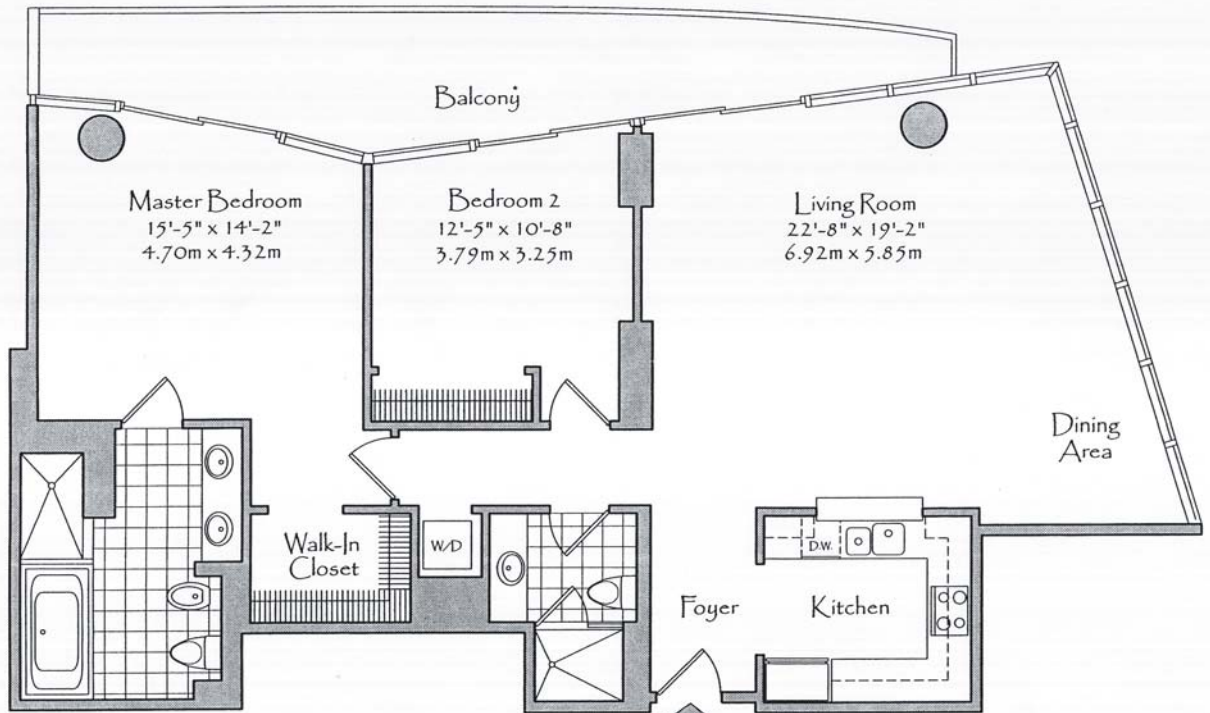 Balcony
Master Bedroom
15'-5" x 14'-2"
4.70m x 4.32m
Bedroom 2
12'-5" x 10'-8"
3.79m x 3.25m
Living Room
22'-8" x 19'-2"
6.92m x 5.85m
Dining
Area
Walk-In
Closet
W/D
D.W.
Foyer
Kitchen